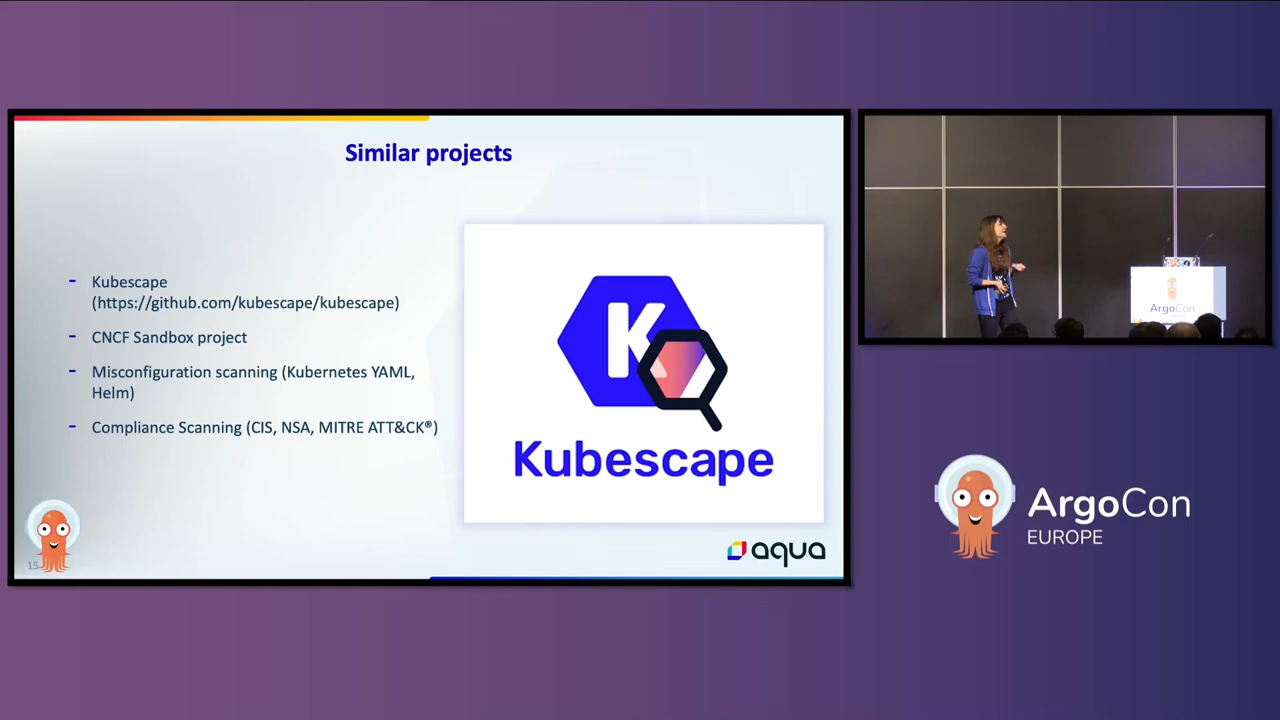 Similar projects
- Kubescape
(https://github.com/kubescape/kubescape)
- CNCF Sandbox project
- Misconfiguration scanning (Kubernetes YAML,
Helm)
- Compliance Scanning (CIS, NSA, MITRE ATT&CK®)
K
Kubescape
15
aqua
ArgoCon
ArgoCon
EUROPE